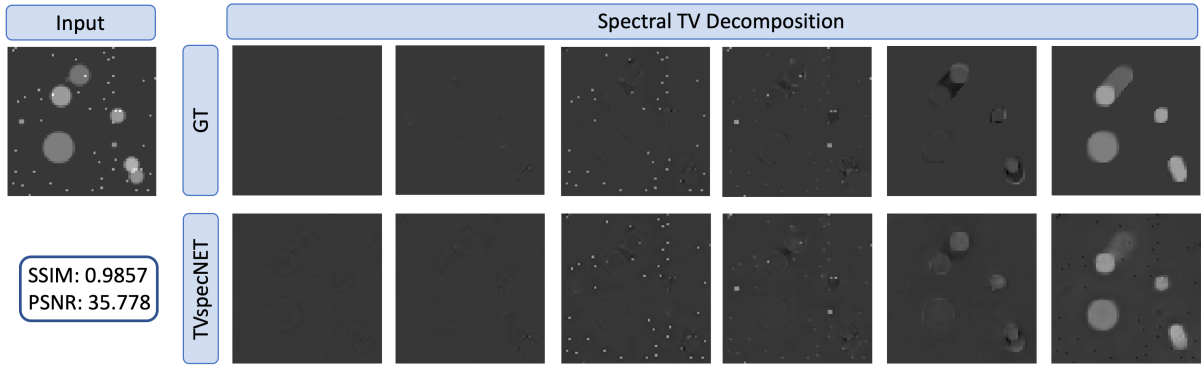 Input
Spectral TV Decomposition
GT
TVspecNET
SSIM: 0.9857
PSNR: 35.778